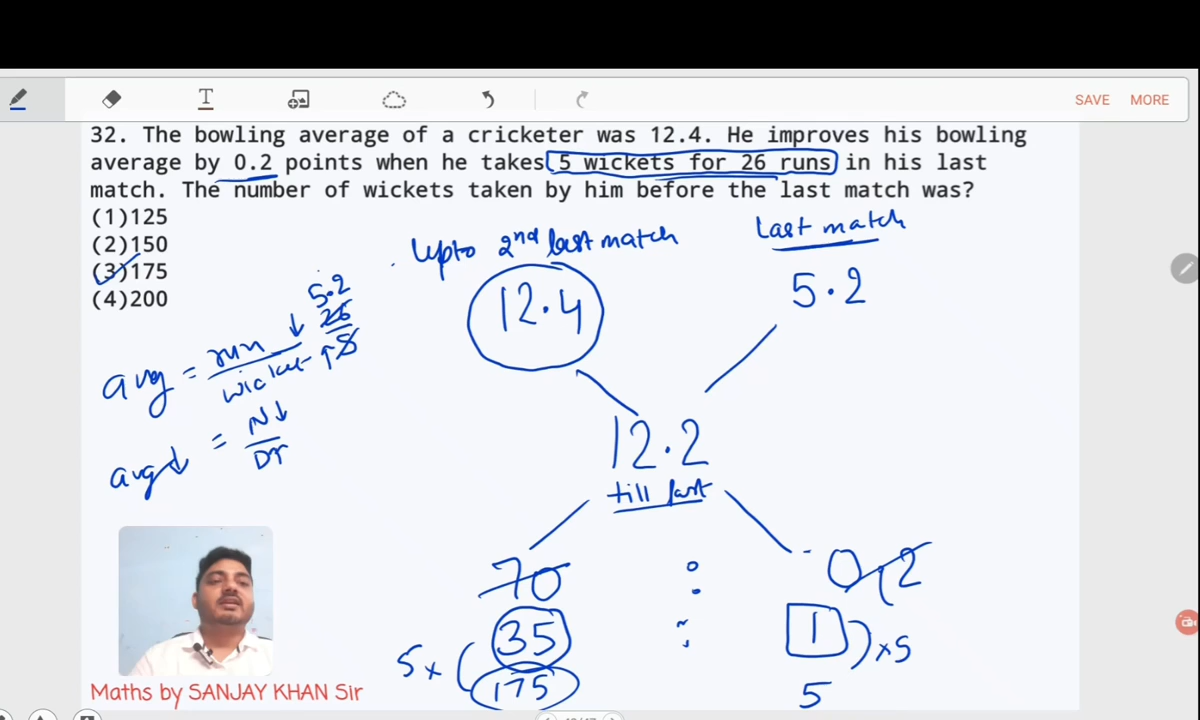 T
SAVE MORE
32. The bowling average of a cricketer was 12.4. He improves his bowling
average by 0.2 points when he takes 5 wickets for 26 runs in his last
match. The number of wickets taken by him before the last match was?
(1)125
(2)150
(3)175
(4)200
Upto 2nd last match
Last match
12.4
5.2
5.2
26
5
avg = run ↓
wicket ↑
avg ↓ = N↓
Dr
12.2
till last
70 : 0.2
5x ( 35 : 1 ) x5
175 5
Maths by SANJAY KHAN Sir